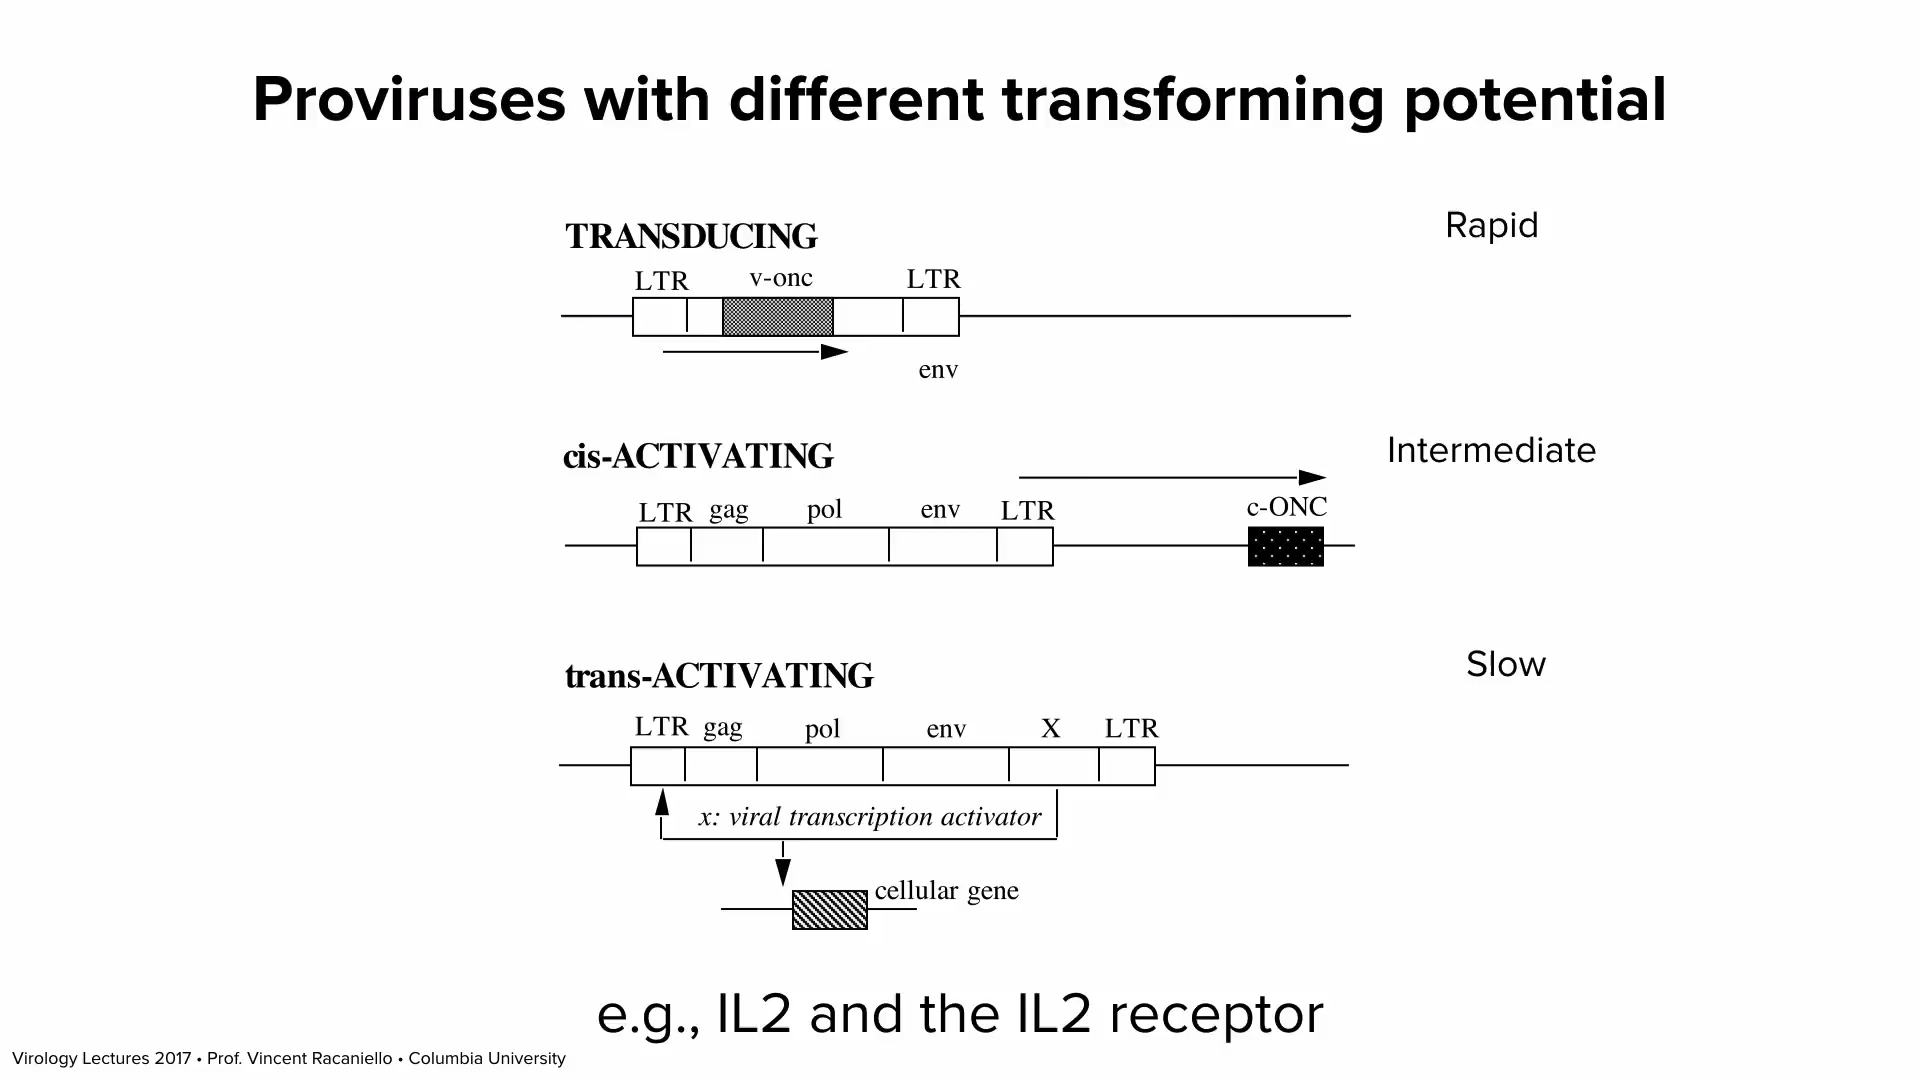 Proviruses with different transforming potential
TRANSDUCING
Rapid
LTR v-onc LTR
env
cis-ACTIVATING
Intermediate
LTR gag pol env LTR c-ONC
trans-ACTIVATING
Slow
LTR gag pol env X LTR
x: viral transcription activator
cellular gene
e.g., IL2 and the IL2 receptor
Virology Lectures 2017 • Prof. Vincent Racaniello • Columbia University